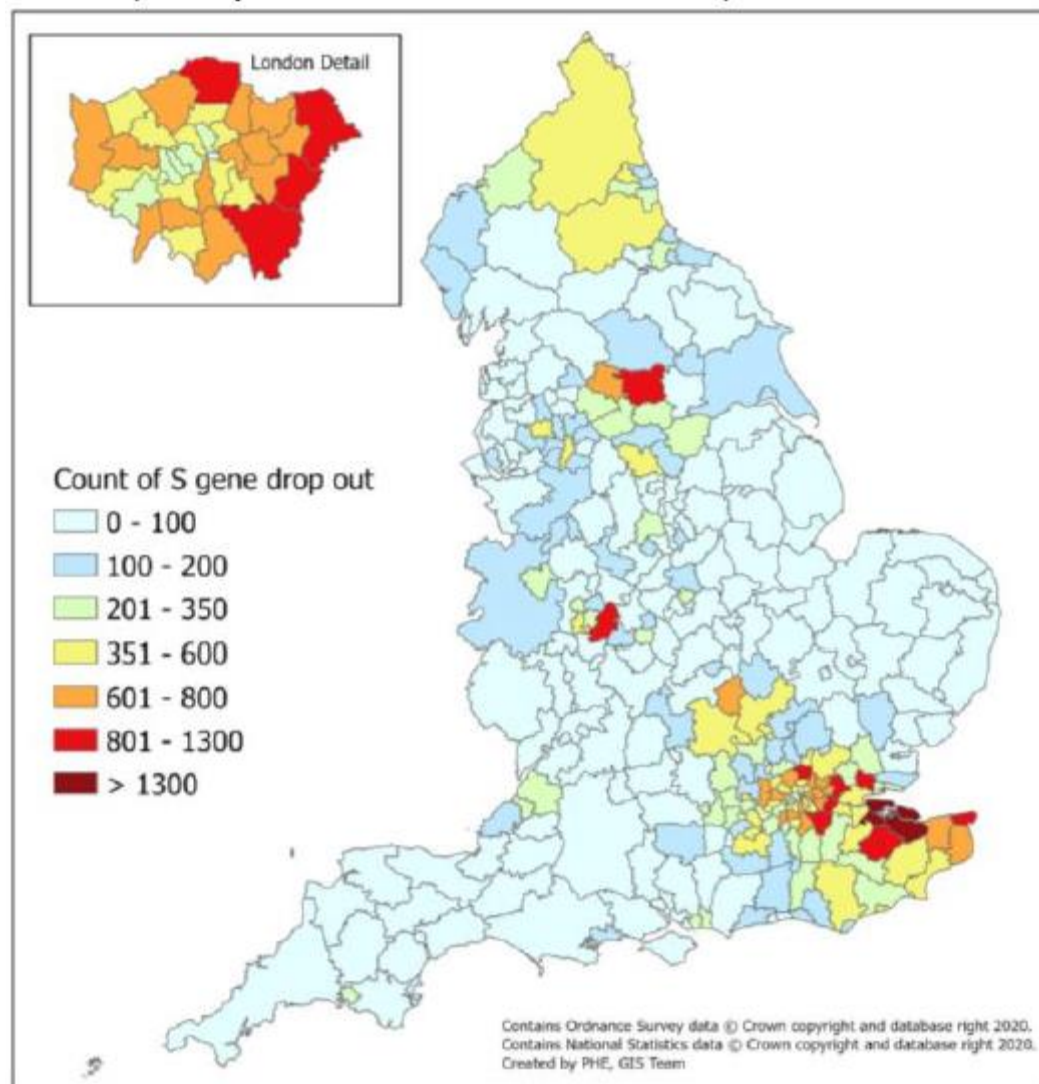 London Detail
Count of S gene drop out
0 - 100
100 - 200
201 - 350
351 - 600
601 - 800
801 - 1300
> 1300
Contains Ordnance Survey data © Crown copyright and database right 2020.
Contains National Statistics data © Crown copyright and database right 2020.
Created by PHE, GIS Team